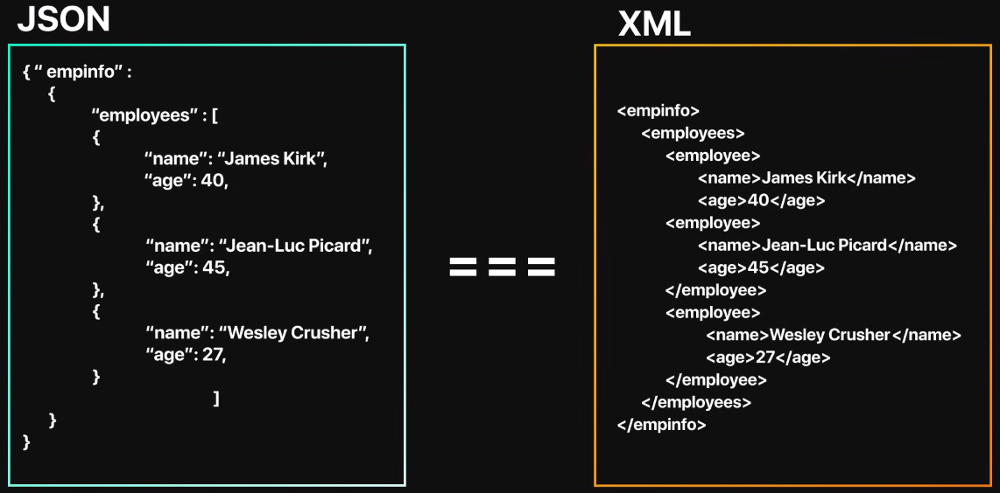 JSON
{ “ empinfo” :
{
“employees” : [
{
“name”: “James Kirk”,
“age”: 40,
},
{
“name”: “Jean-Luc Picard”,
“age”: 45,
},
{
“name”: “Wesley Crusher”,
“age”: 27,
}
]
}
}
===
XML
<empinfo>
<employees>
<employee>
<name>James Kirk</name>
<age>40</age>
<employee>
<name>Jean-Luc Picard</name>
<age>45</age>
</employee>
<employee>
<name>Wesley Crusher</name>
<age>27</age>
</employee>
</employees>
</empinfo>